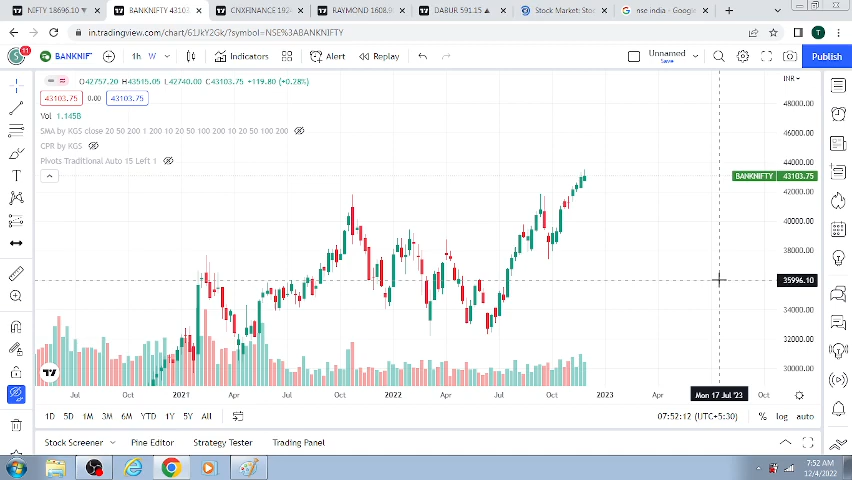 NIFTY 18696.10 ▼
BANKNIFTY 43103.
CNXFINANCE 192
RAYMOND 1608.9
DABUR 591.15 ▲
Stock Market: Stoc
nse india - Google
in.tradingview.com/chart/61JkY2Gk/?symbol=NSE%3ABANKNIFTY
T
S 11 BANKNIF 1h W Indicators Alert Replay Unnamed Save Publish
O42757.20 H43515.05 L42740.00 C43103.75 +119.80 (+0.28%)
INR
43103.75 0.00 43103.75
Vol 1.145B
SMA by KGS close 20 50 200 1 200 10 20 50 100 200 10 20 50 100 200
CPR by KGS
Pivots Traditional Auto 15 Left 1
48000.00
46000.00
44000.00
BANKNIFTY 43103.75
42000.00
40000.00
38000.00
35996.10
34000.00
32000.00
30000.00
Jul Oct 2021 Apr Jul Oct 2022 Apr Jul Oct 2023 Apr Mon 17 Jul '23 Oct
1D 5D 1M 3M 6M YTD 1Y 5Y All 07:52:12 (UTC+5:30) % log auto
Stock Screener Pine Editor Strategy Tester Trading Panel
7:52 AM
12/4/2022